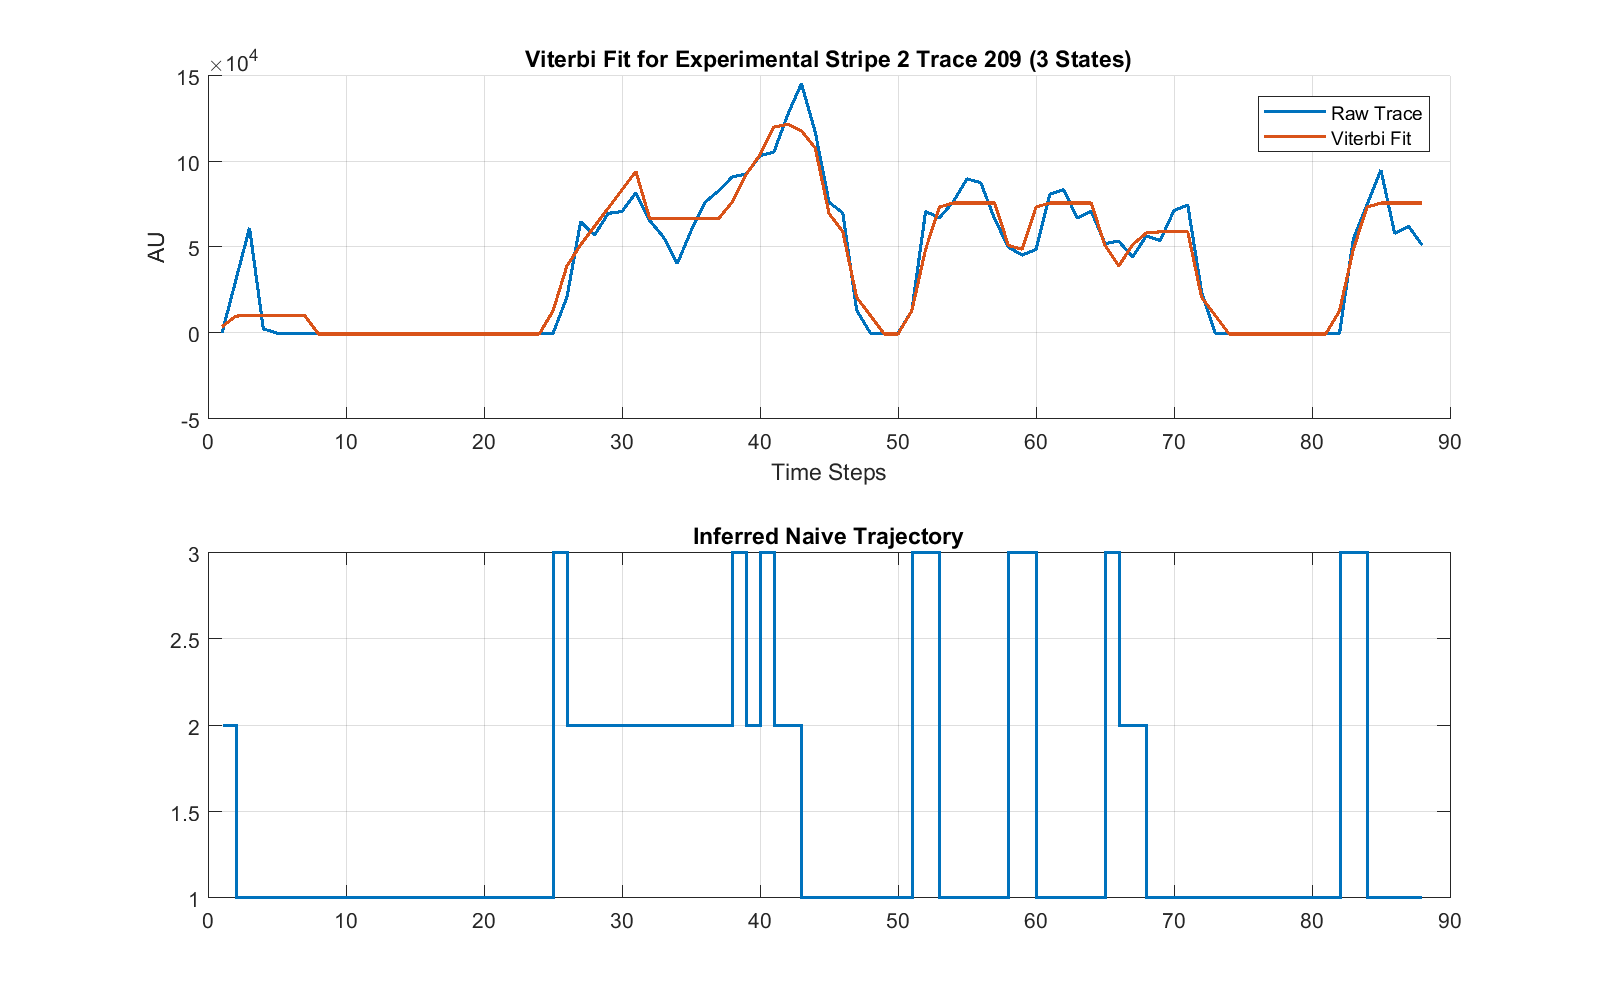 Viterbi Fit for Experimental Stripe 2 Trace 209 (3 States)
×10^4
15
10
5
0
-5
AU
Raw Trace
Viterbi Fit
0 10 20 30 40 50 60 70 80 90
Time Steps
Inferred Naive Trajectory
3
2.5
2
1.5
1
0 10 20 30 40 50 60 70 80 90